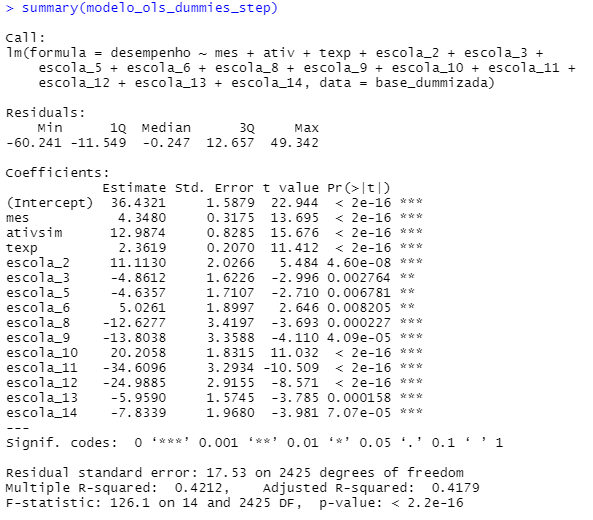 > summary(modelo_ols_dummies_step)
Call:
lm(formula = desempenho ~ mes + ativ + texp + escola_2 + escola_3 +
    escola_5 + escola_6 + escola_8 + escola_9 + escola_10 + escola_11 +
    escola_12 + escola_13 + escola_14, data = base_dummizada)
Residuals:
    Min      1Q  Median      3Q     Max
-60.241 -11.549  -0.247  12.657  49.342
Coefficients:
            Estimate Std. Error t value Pr(>|t|)
(Intercept)  36.4321     1.5879  22.944  < 2e-16 ***
mes           4.3480     0.3175  13.695  < 2e-16 ***
ativsim      12.9874     0.8285  15.676  < 2e-16 ***
texp          2.3619     0.2070  11.412  < 2e-16 ***
escola_2     11.1130     2.0266   5.484 4.60e-08 ***
escola_3     -4.8612     1.6226  -2.996 0.002764 **
escola_5     -4.6357     1.7107  -2.710 0.006781 **
escola_6      5.0261     1.8997   2.646 0.008205 **
escola_8    -12.6277     3.4197  -3.693 0.000227 ***
escola_9    -13.8038     3.3588  -4.110 4.09e-05 ***
escola_10    20.2058     1.8315  11.032  < 2e-16 ***
escola_11   -34.6096     3.2934 -10.509  < 2e-16 ***
escola_12   -24.9885     2.9155  -8.571  < 2e-16 ***
escola_13    -5.9590     1.5745  -3.785 0.000158 ***
escola_14    -7.8339     1.9680  -3.981 7.07e-05 ***
---
Signif. codes:  0 ‘***’ 0.001 ‘**’ 0.01 ‘*’ 0.05 ‘.’ 0.1 ‘ ’ 1
Residual standard error: 17.53 on 2425 degrees of freedom
Multiple R-squared:  0.4212,    Adjusted R-squared:  0.4179
F-statistic: 126.1 on 14 and 2425 DF,  p-value: < 2.2e-16